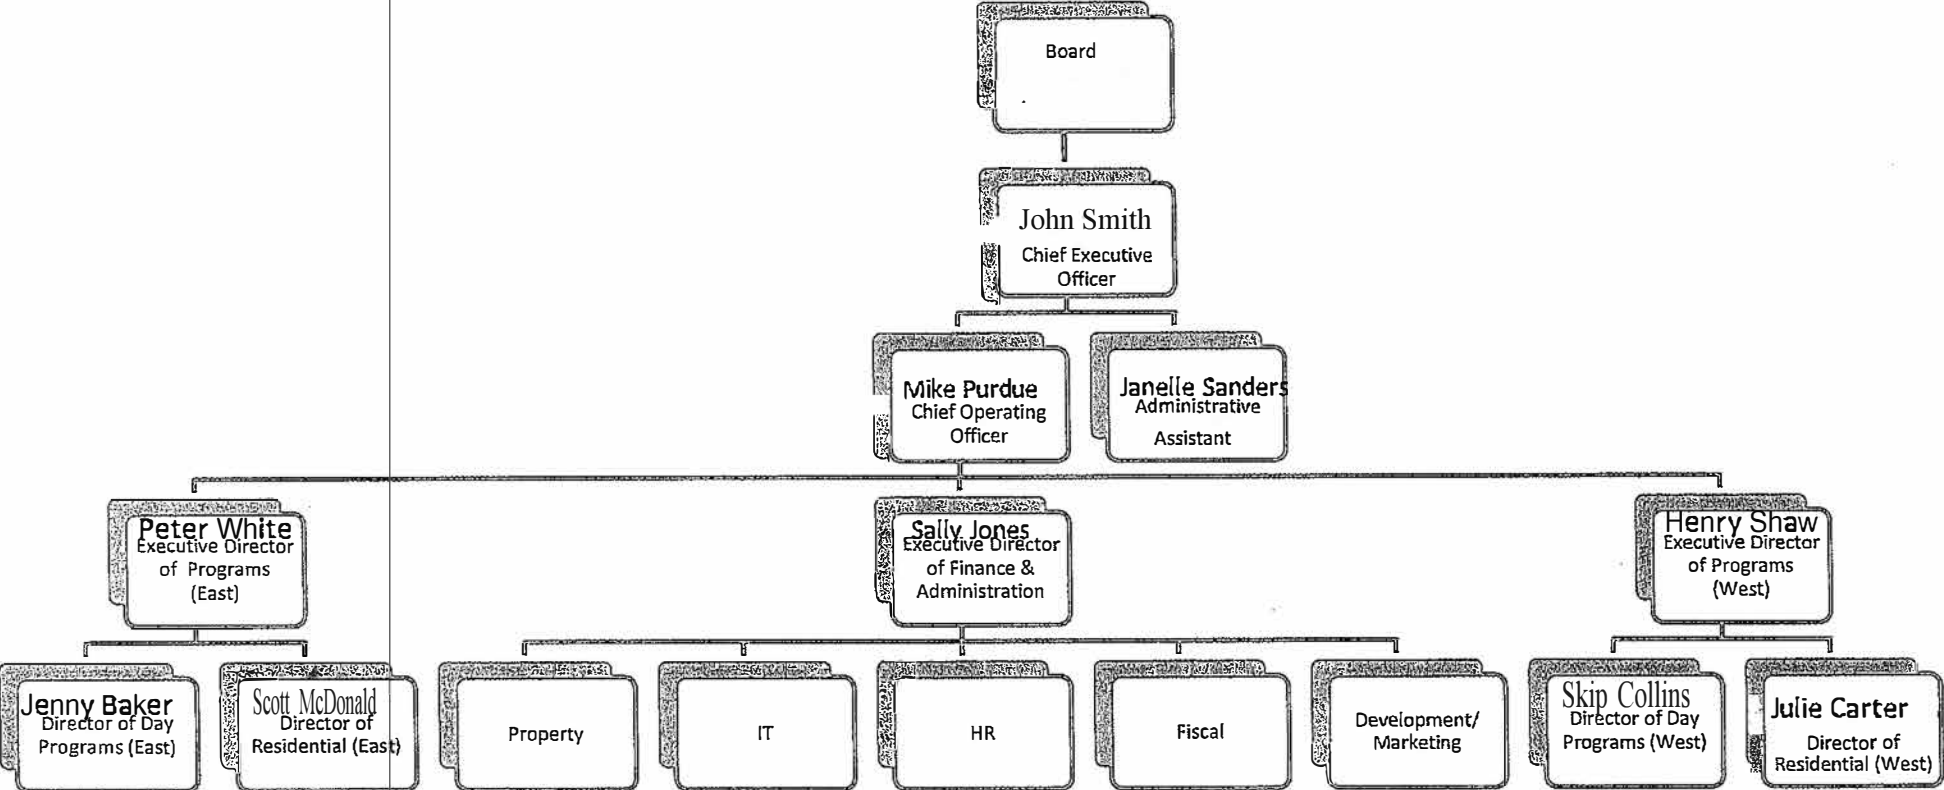 Board
John Smith
Chief Executive
Officer
Mike Purdue
Chief Operating
Officer
Janelle Sanders
Administrative
Assistant
Peter White
Executive Director
of Programs
(East)
Sally Jones
Executive Director
of Finance &
Administration
Henry Shaw
Executive Director
of Programs
(West)
Jenny Baker
Director of Day
Programs (East)
Scott McDonald
Director of
Residential (East)
Property
IT
HR
Fiscal
Development/
Marketing
Skip Collins
Director of Day
Programs (West)
Julie Carter
Director of
Residential (West)